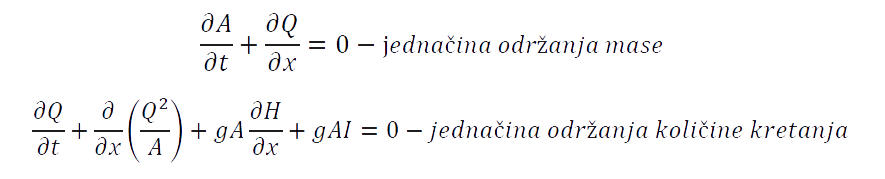 ∂A/∂t + ∂Q/∂x = 0 − jednačina održanja mase
∂Q/∂t + ∂/∂x(Q²/A) + gA ∂H/∂x + gAI = 0 − jednačina održanja količine kretanja